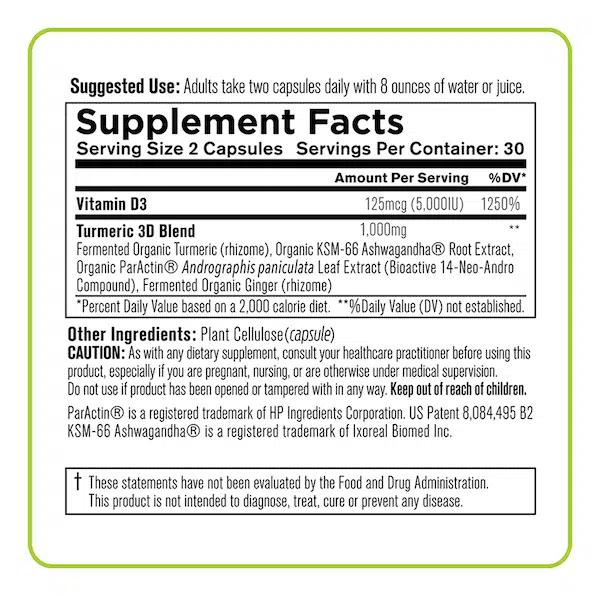 Suggested Use: Adults take two capsules daily with 8 ounces of water or juice.
Supplement Facts
Serving Size 2 Capsules Servings Per Container: 30
Amount Per Serving %DV*
Vitamin D3 125mcg (5,000IU) 1250%
Turmeric 3D Blend 1,000mg **
Fermented Organic Turmeric (rhizome), Organic KSM-66 Ashwagandha® Root Extract,
Organic ParActin® Andrographis paniculata Leaf Extract (Bioactive 14-Neo-Andro
Compound), Fermented Organic Ginger (rhizome)
*Percent Daily Value based on a 2,000 calorie diet. **%Daily Value (DV) not established.
Other Ingredients: Plant Cellulose(capsule)
CAUTION: As with any dietary supplement, consult your healthcare practitioner before using this
product, especially if you are pregnant, nursing, or are otherwise under medical supervision.
Do not use if product has been opened or tampered with in any way. Keep out of reach of children.
ParActin® is a registered trademark of HP Ingredients Corporation. US Patent 8,084,495 B2
KSM-66 Ashwagandha® is a registered trademark of Ixoreal Biomed Inc.
† These statements have not been evaluated by the Food and Drug Administration.
This product is not intended to diagnose, treat, cure or prevent any disease.